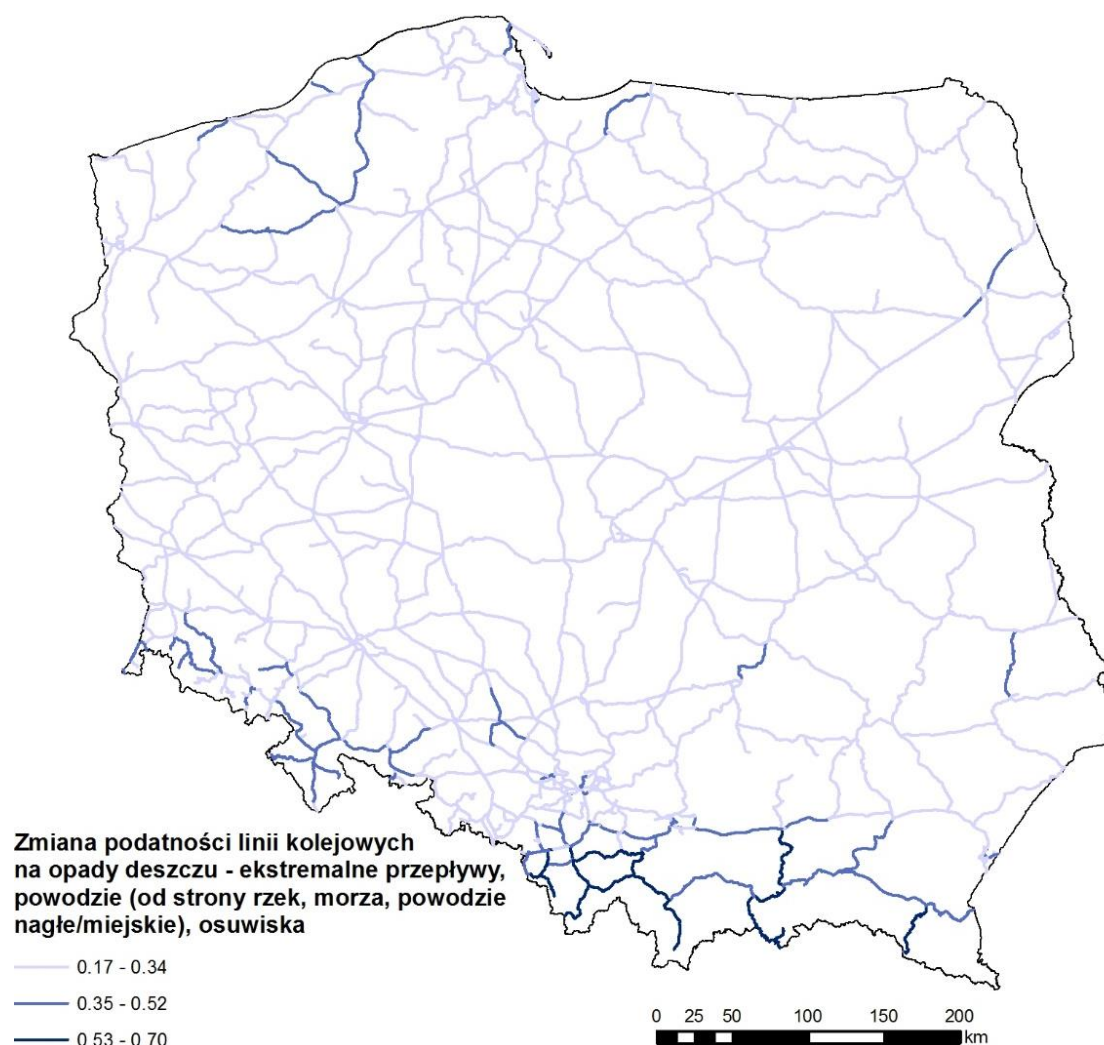 Zmiana podatności linii kolejowych
na opady deszczu - ekstremalne przepływy,
powodzie (od strony rzek, morza, powodzie
nagłe/miejskie), osuwiska
0.17 - 0.34
0.35 - 0.52
0.53 - 0.70
0 25 50 100 150 200
km